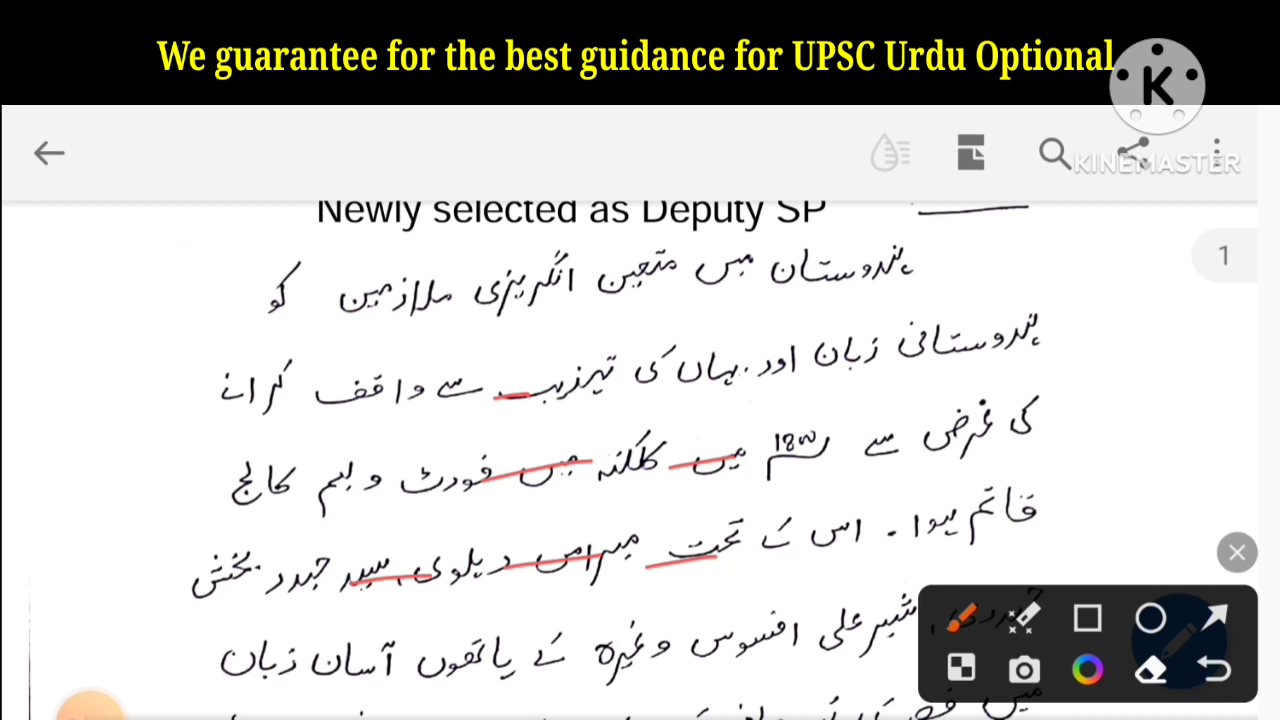 We guarantee for the best guidance for UPSC Urdu Optional
KINEMASTER
Newly selected as Deputy SP
1
ہندوستان میں متعین انگریزی ملازمین کو
ہندوستانی زبان اور یہاں کی تہذیب سے واقف کرانے
کی غرض سے 1800 میں کلکتہ میں فورٹ ولیم کالج
قائم ہوا۔ اس کے تحت میرامن دہلوی، سید حیدر بخش
شیر علی افسوس وغیرہ کے ہاتھوں آسان زبان
میں